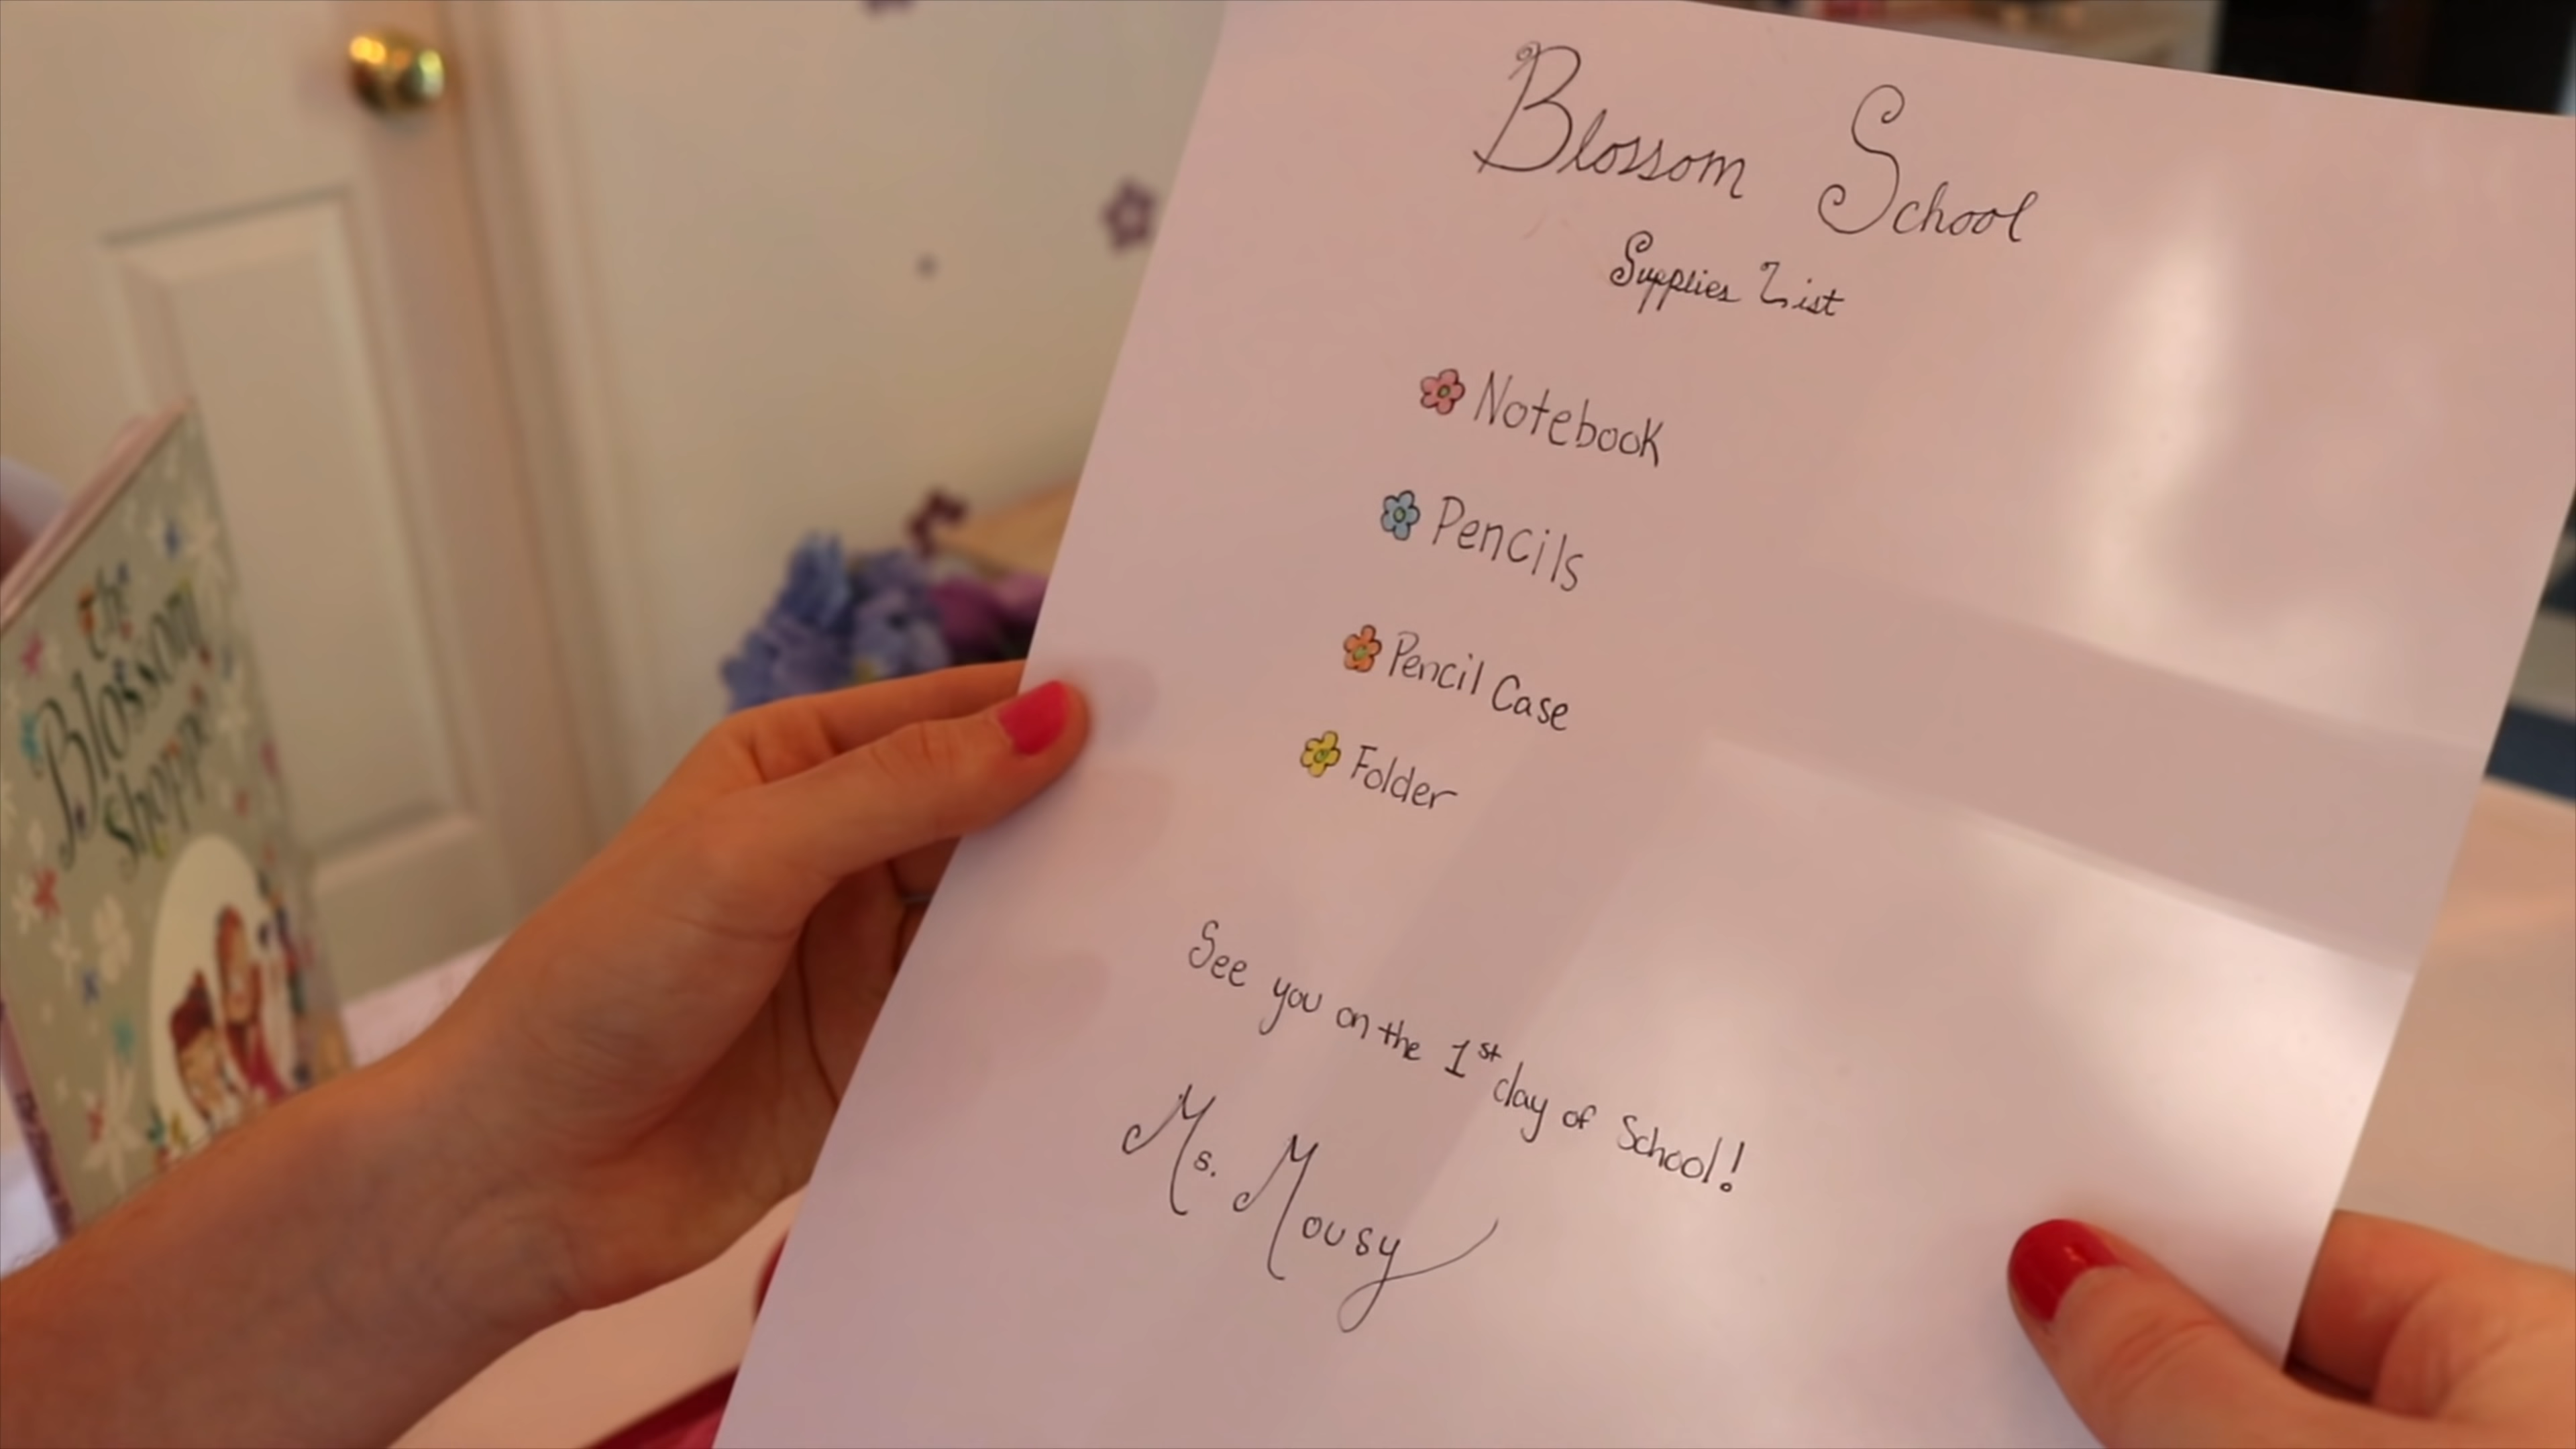 Blossom School
Supplies List
Notebook
Pencils
Pencil Case
Folder
See you on the 1st day of School!
Ms. Mousy
the
Blossom
shoppe